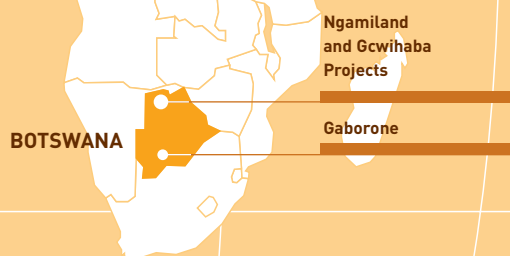 Ngamiland
and Gcwihaba
Projects
Gaborone
BOTSWANA